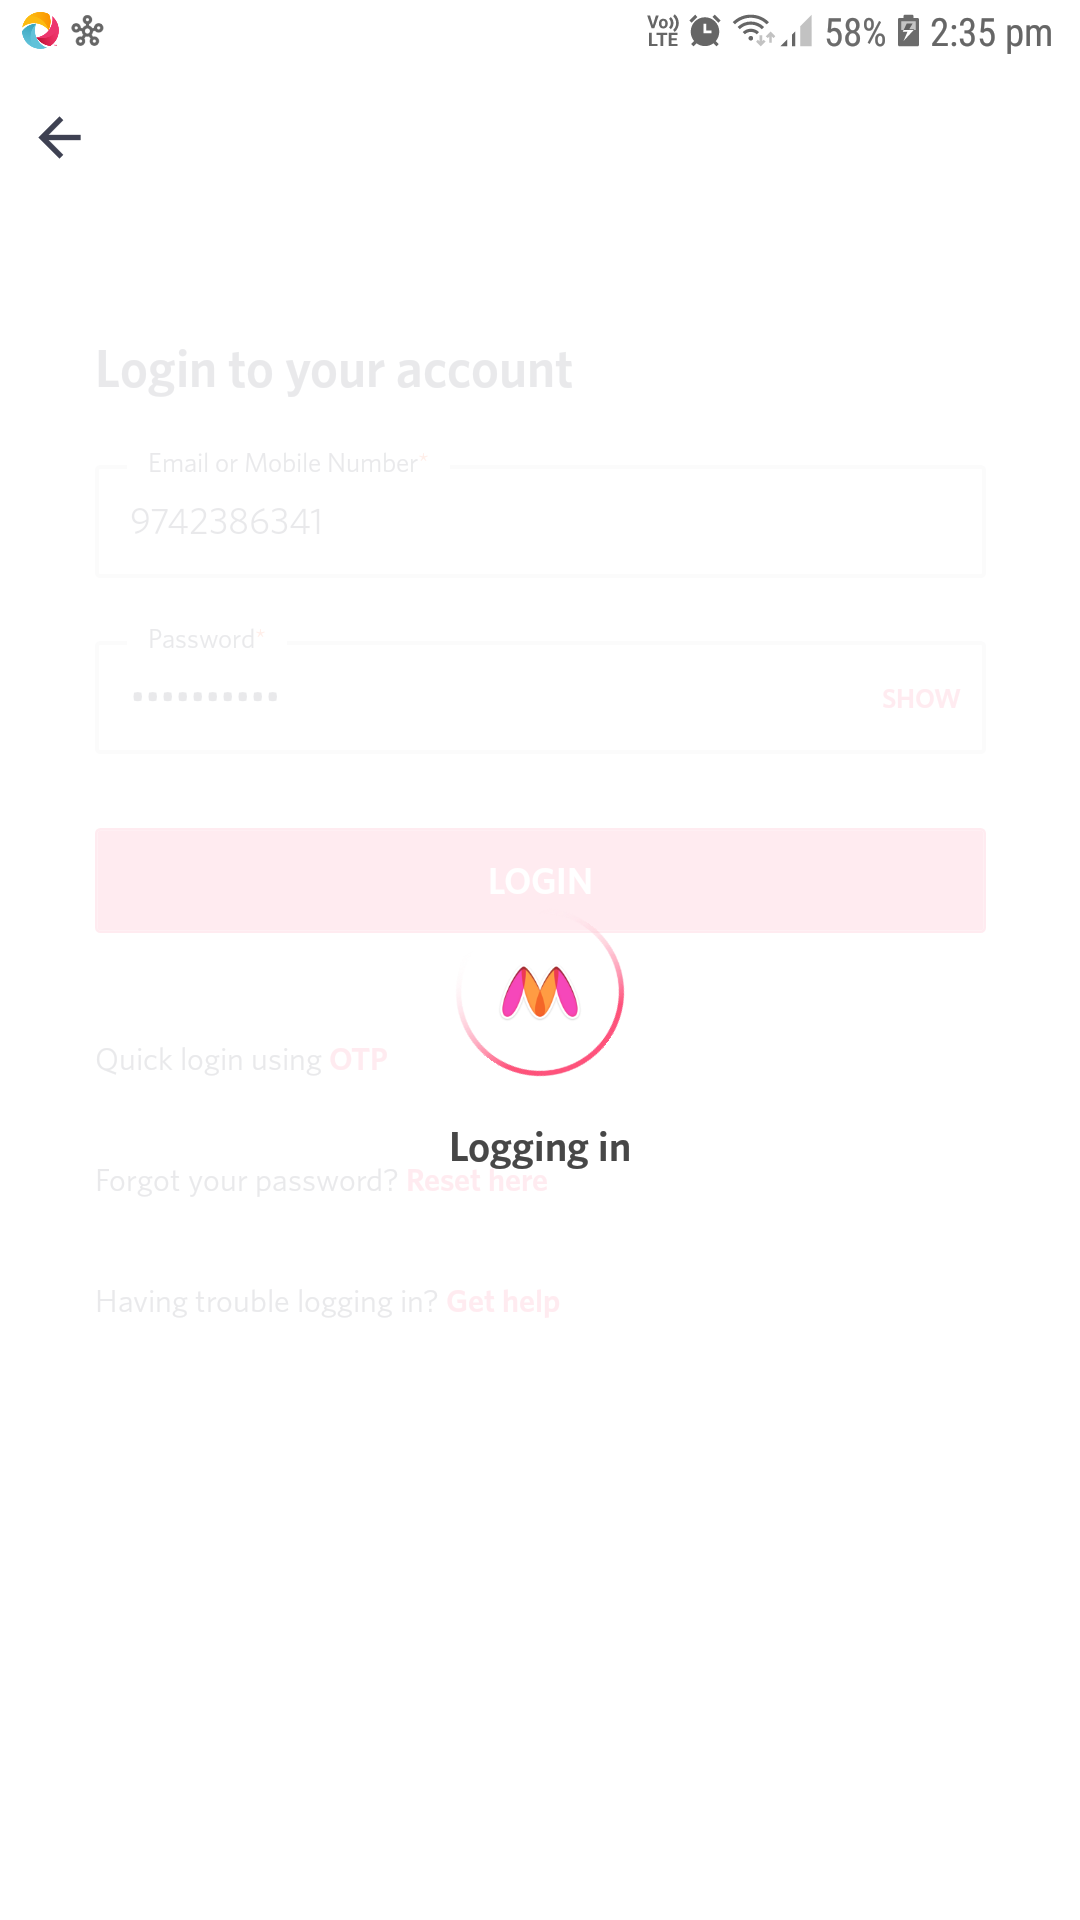 Vo)) LTE 58% 2:35 pm
Login to your account
Email or Mobile Number*
9742386341
Password*
••••••••••
SHOW
LOGIN
Quick login using OTP
Logging in
Forgot your password? Reset here
Having trouble logging in? Get help